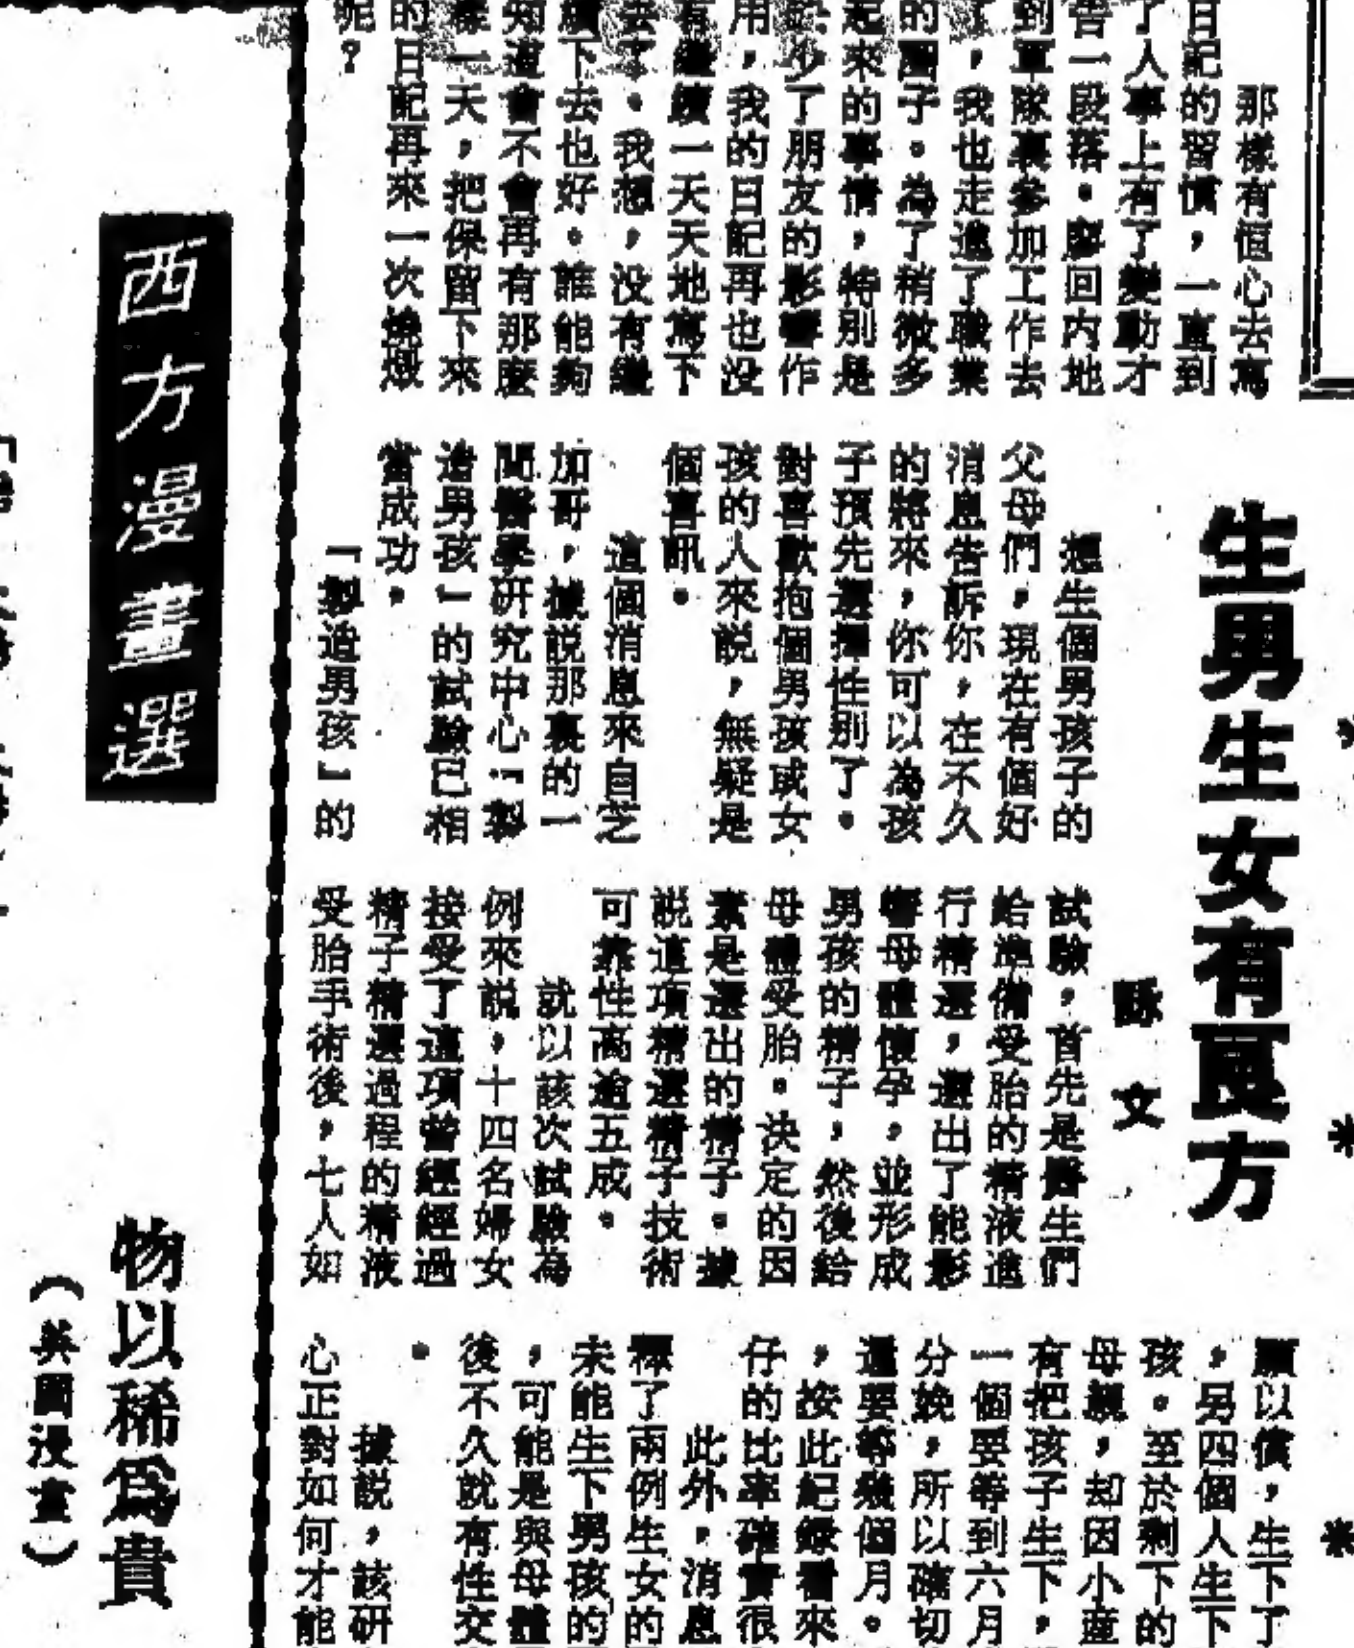 那樣有恒心去寫
日記的習慣，一直到
了人事上有了變動才
告一段落。廖回内地
到軍隊裏參加工作去
，我也走進了職業
的圈子。為了稍微多
起來的事情，特別是
缺少了朋友的影響作
用，我的日記再也没
有繼續一天天地寫下
去了。我想，没有繼
續下去也好。誰能夠
知道會不會再有那麼
樣一天，把保留下來
的日記再來一次燒燬
呢？
生男生女有良方
詠文
想生個男孩子的
父母們，現在有個好
消息告訴你，在不久
的將來，你可以為孩
子預先選擇性別了。
對喜歡抱個男孩或女
孩的人來説，無疑是
個喜訊。
這個消息來自芝
加哥，據説那裏的一
間醫學研究中心「製
造男孩」的試驗已相
當成功，
「製造男孩」的
試驗，首先是醫生們
給準備受胎的精液進
行精選，選出了能影
響母體懷孕，並形成
男孩的精子，然後給
母體受胎。決定的因
素是選出的精子。據
説這項精選精子技術
可靠性高逾五成。
就以該次試驗為
例來説，十四名婦女
接受了這項曾經經過
精子精選過程的精液
受胎手術後，七人如
願以償，生下了
，男四個人生下
孩。至於剩下的
母親，却因小産
有把孩子生下，
一個要等到六月
分娩，所以確切
還要等幾個月。
，按此紀錄看來
仔的比率確實很
此外，消息
釋了兩例生女的
未能生下男孩的
，可能是與母體
後不久就有性交
。
據説，該研
心正對如何才能
西方漫畫選
物以稀爲貴
（英國漫畫）